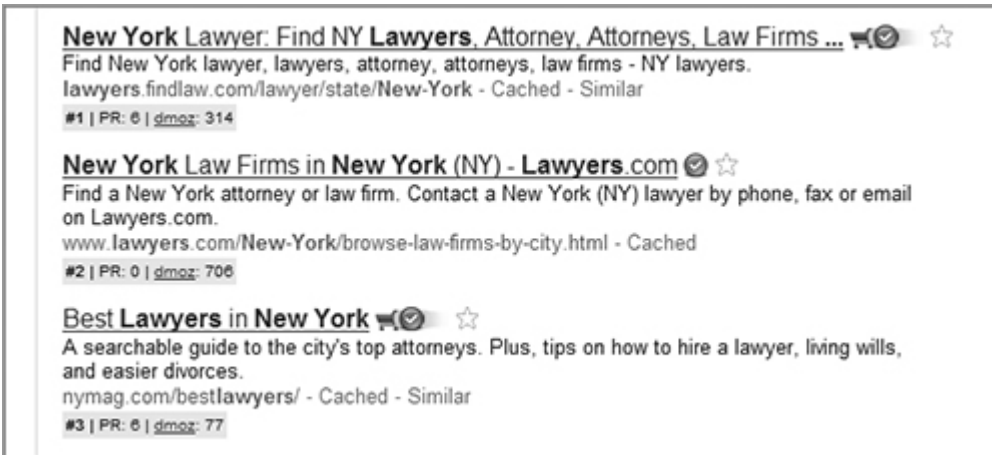 New York Lawyer: Find NY Lawyers, Attorney, Attorneys, Law Firms ...
Find New York lawyer, lawyers, attorney, attorneys, law firms - NY lawyers.
lawyers.findlaw.com/lawyer/state/New-York - Cached - Similar
#1 | PR: 6 | dmoz: 314
New York Law Firms in New York (NY) - Lawyers.com
Find a New York attorney or law firm. Contact a New York (NY) lawyer by phone, fax or email
on Lawyers.com.
www.lawyers.com/New-York/browse-law-firms-by-city.html - Cached
#2 | PR: 0 | dmoz: 706
Best Lawyers in New York
A searchable guide to the city's top attorneys. Plus, tips on how to hire a lawyer, living wills,
and easier divorces.
nymag.com/bestlawyers/ - Cached - Similar
#3 | PR: 6 | dmoz: 77